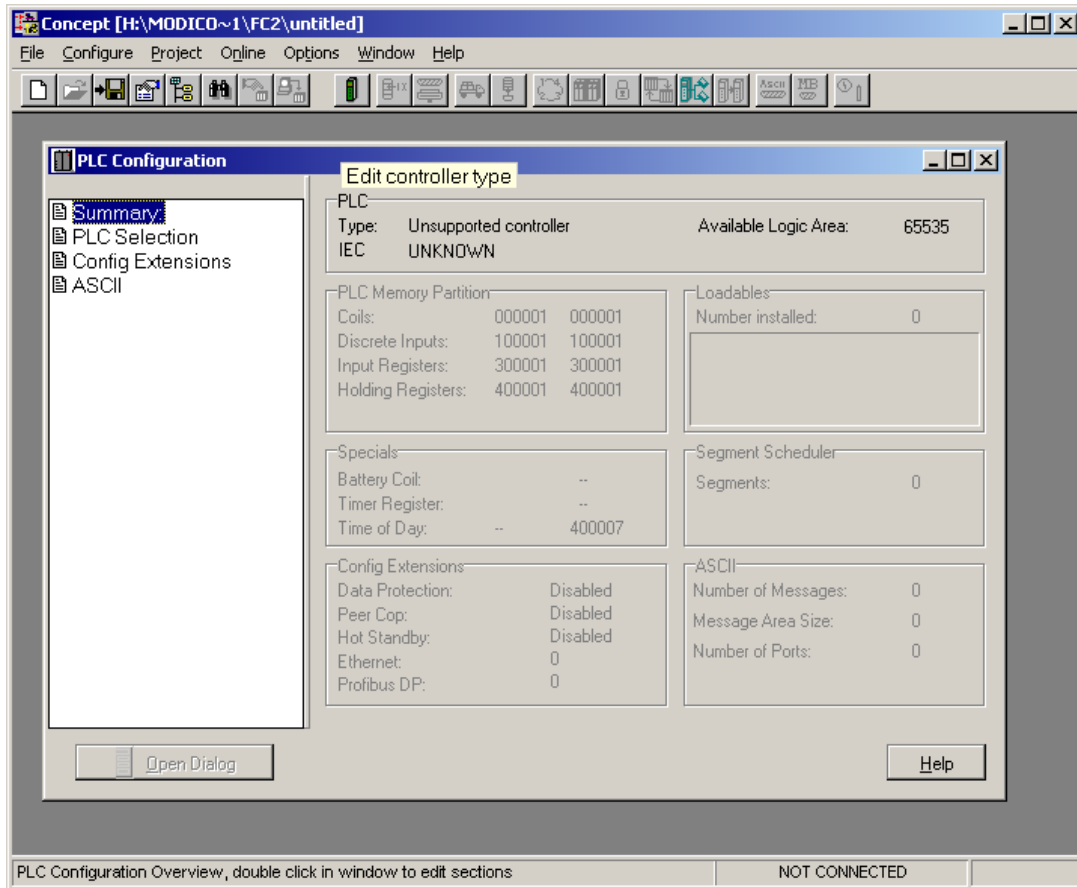 Concept [H:\MODICO~1\FC2\untitled]
File Configure Project Online Options Window Help
Ascii MB
PLC Configuration
Edit controller type
Summary:
PLC Selection
Config Extensions
ASCII
PLC
Type: Unsupported controller Available Logic Area: 65535
IEC UNKNOWN
PLC Memory Partition
Coils: 000001 000001
Discrete Inputs: 100001 100001
Input Registers: 300001 300001
Holding Registers: 400001 400001
Loadables
Number installed: 0
Specials
Battery Coil: --
Timer Register: --
Time of Day: -- 400007
Segment Scheduler
Segments: 0
Config Extensions
Data Protection: Disabled
Peer Cop: Disabled
Hot Standby: Disabled
Ethernet: 0
Profibus DP: 0
ASCII
Number of Messages: 0
Message Area Size: 0
Number of Ports: 0
Open Dialog
Help
PLC Configuration Overview, double click in window to edit sections NOT CONNECTED